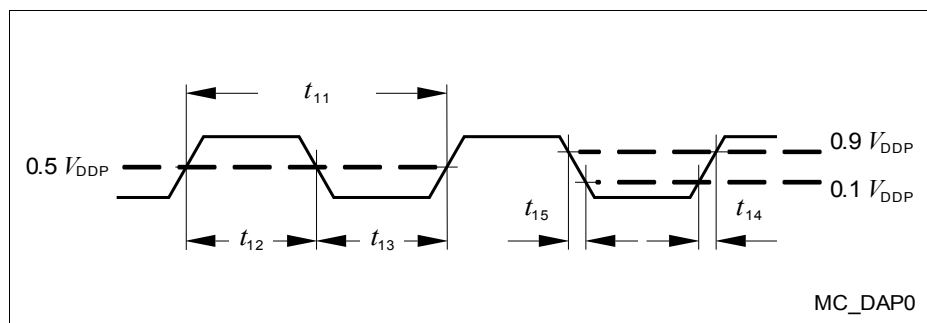 t11
0.5 VDDP
0.9 VDDP
0.1 VDDP
t15
t14
t12
t13
MC_DAP0